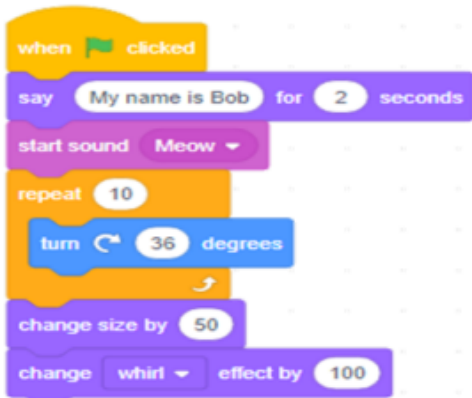 when clicked
say My name is Bob for 2 seconds
start sound Meow
repeat 10
turn 36 degrees
change size by 50
change whirl effect by 100